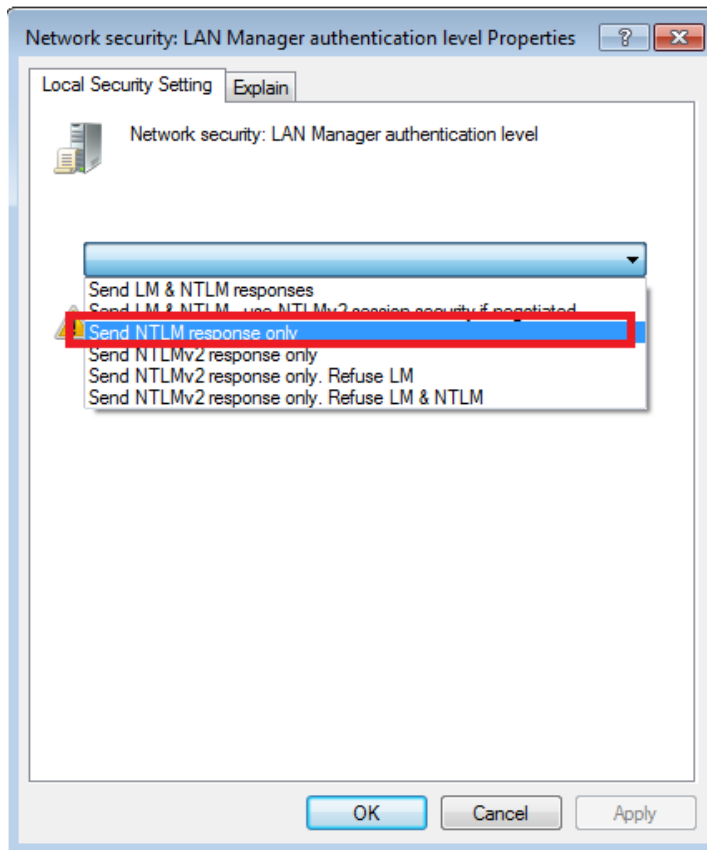 Network security: LAN Manager authentication level Properties
Local Security Setting
Explain
Network security: LAN Manager authentication level
Send LM & NTLM responses
Send LM & NTLM - use NTLMv2 session security if negotiated
Send NTLM response only
Send NTLMv2 response only
Send NTLMv2 response only. Refuse LM
Send NTLMv2 response only. Refuse LM & NTLM
OK
Cancel
Apply